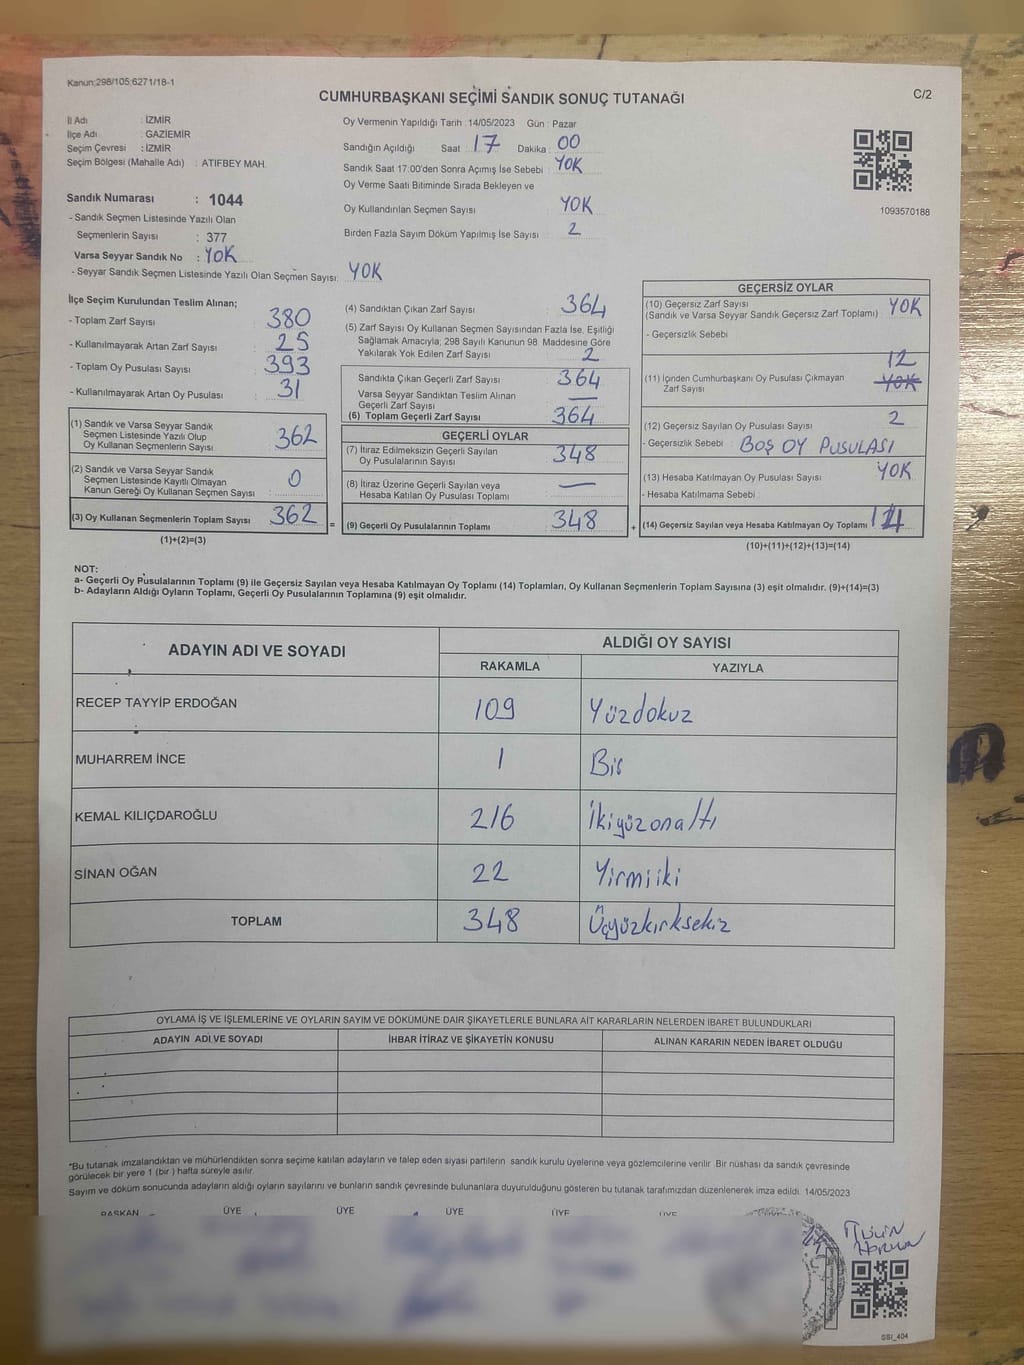 Kanun:298/105;6271/18-1
CUMHURBAŞKANI SEÇİMİ SANDIK SONUÇ TUTANAĞI
C/2
İl Adı : İZMİR
İlçe Adı : GAZİEMİR
Seçim Çevresi : İZMİR
Seçim Bölgesi (Mahalle Adı) : ATIFBEY MAH.
Sandık Numarası : 1044
- Sandık Seçmen Listesinde Yazılı Olan
Seçmenlerin Sayısı : 377
Varsa Seyyar Sandık No : YOK
- Seyyar Sandık Seçmen Listesinde Yazılı Olan Seçmen Sayısı: YOK
Oy Vermenin Yapıldığı Tarih :14/05/2023 Gün : Pazar
Sandığın Açıldığı Saat : 17 Dakika : 00
Sandık Saat 17:00'den Sonra Açımış İse Sebebi : YOK
Oy Verme Saati Bitiminde Sırada Bekleyen ve
Oy Kullandırılan Seçmen Sayısı : YOK
Birden Fazla Sayım Döküm Yapılmış İse Sayısı : 2
1093570188
İlçe Seçim Kurulundan Teslim Alınan;
- Toplam Zarf Sayısı : 380
- Kullanılmayarak Artan Zarf Sayısı : 25
- Toplam Oy Pusulası Sayısı : 393
- Kullanılmayarak Artan Oy Pusulası : 31
(1) Sandık ve Varsa Seyyar Sandık
Seçmen Listesinde Yazılı Olup
Oy Kullanan Seçmenlerin Sayısı : 362
(2) Sandık ve Varsa Seyyar Sandık
Seçmen Listesinde Kayıtlı Olmayan
Kanun Gereği Oy Kullanan Seçmen Sayısı : 0
(3) Oy Kullanan Seçmenlerin Toplam Sayısı : 362
(1)+(2)=(3)
(4) Sandıktan Çıkan Zarf Sayısı : 364
(5) Zarf Sayısı Oy Kullanan Seçmen Sayısından Fazla İse, Eşitliği
Sağlamak Amacıyla; 298 Sayılı Kanunun 98. Maddesine Göre
Yakılarak Yok Edilen Zarf Sayısı : 2
Sandıkta Çıkan Geçerli Zarf Sayısı : 364
Varsa Seyyar Sandıktan Teslim Alınan
Geçerli Zarf Sayısı : —
(6) Toplam Geçerli Zarf Sayısı : 364
GEÇERLİ OYLAR
(7) İtiraz Edilmeksizin Geçerli Sayılan
Oy Pusulalarının Sayısı : 348
(8) İtiraz Üzerine Geçerli Sayılan veya
Hesaba Katılan Oy Pusulası Toplamı : —
= (9) Geçerli Oy Pusulalarının Toplamı : 348
GEÇERSİZ OYLAR
(10) Geçersiz Zarf Sayısı
(Sandık ve Varsa Seyyar Sandık Geçersiz Zarf Toplamı) : YOK
- Geçersizlik Sebebi :
12
(11) İçinden Cumhurbaşkanı Oy Pusulası Çıkmayan
Zarf Sayısı : YOK
(12) Geçersiz Sayılan Oy Pusulası Sayısı : 2
- Geçersizlik Sebebi : BOŞ OY PUSULASI
(13) Hesaba Katılmayan Oy Pusulası Sayısı : YOK
- Hesaba Katılmama Sebebi :
+ (14) Geçersiz Sayılan veya Hesaba Katılmayan Oy Toplamı : 14
(10)+(11)+(12)+(13)=(14)
NOT:
a- Geçerli Oy Pusulalarının Toplamı (9) ile Geçersiz Sayılan veya Hesaba Katılmayan Oy Toplamı (14) Toplamları, Oy Kullanan Seçmenlerin Toplam Sayısına (3) eşit olmalıdır. (9)+(14)=(3)
b- Adayların Aldığı Oyların Toplamı, Geçerli Oy Pusulalarının Toplamına (9) eşit olmalıdır.
ADAYIN ADI VE SOYADI
ALDIĞI OY SAYISI
RAKAMLA YAZIYLA
RECEP TAYYİP ERDOĞAN 109 Yüzdokuz
MUHARREM İNCE 1 Bir
KEMAL KILIÇDAROĞLU 216 İkiyüzonaltı
SİNAN OĞAN 22 Yirmiiki
TOPLAM 348 Üçyüzkırksekiz
OYLAMA İŞ VE İŞLEMLERİNE VE OYLARIN SAYIM VE DÖKÜMÜNE DAİR ŞİKAYETLERLE BUNLARA AİT KARARLARIN NELERDEN İBARET BULUNDUKLARI
ADAYIN ADI VE SOYADI İHBAR İTİRAZ VE ŞİKAYETİN KONUSU ALINAN KARARIN NEDEN İBARET OLDUĞU
*Bu tutanak imzalandıktan ve mühürlendikten sonra seçime katılan adayların ve talep eden siyasi partilerin sandık kurulu üyelerine veya gözlemcilerine verilir. Bir nüshası da sandık çevresinde
görülecek bir yere 1 (bir) hafta süreyle asılır.
Sayım ve döküm sonucunda adayların aldığı oyların sayılarını ve bunların sandık çevresinde bulunanlara duyurulduğunu gösteren bu tutanak tarafımızdan düzenlenerek imza edildi. 14/05/2023
BAŞKAN ÜYE ÜYE ÜYE ÜYE ÜYE
SSI_404